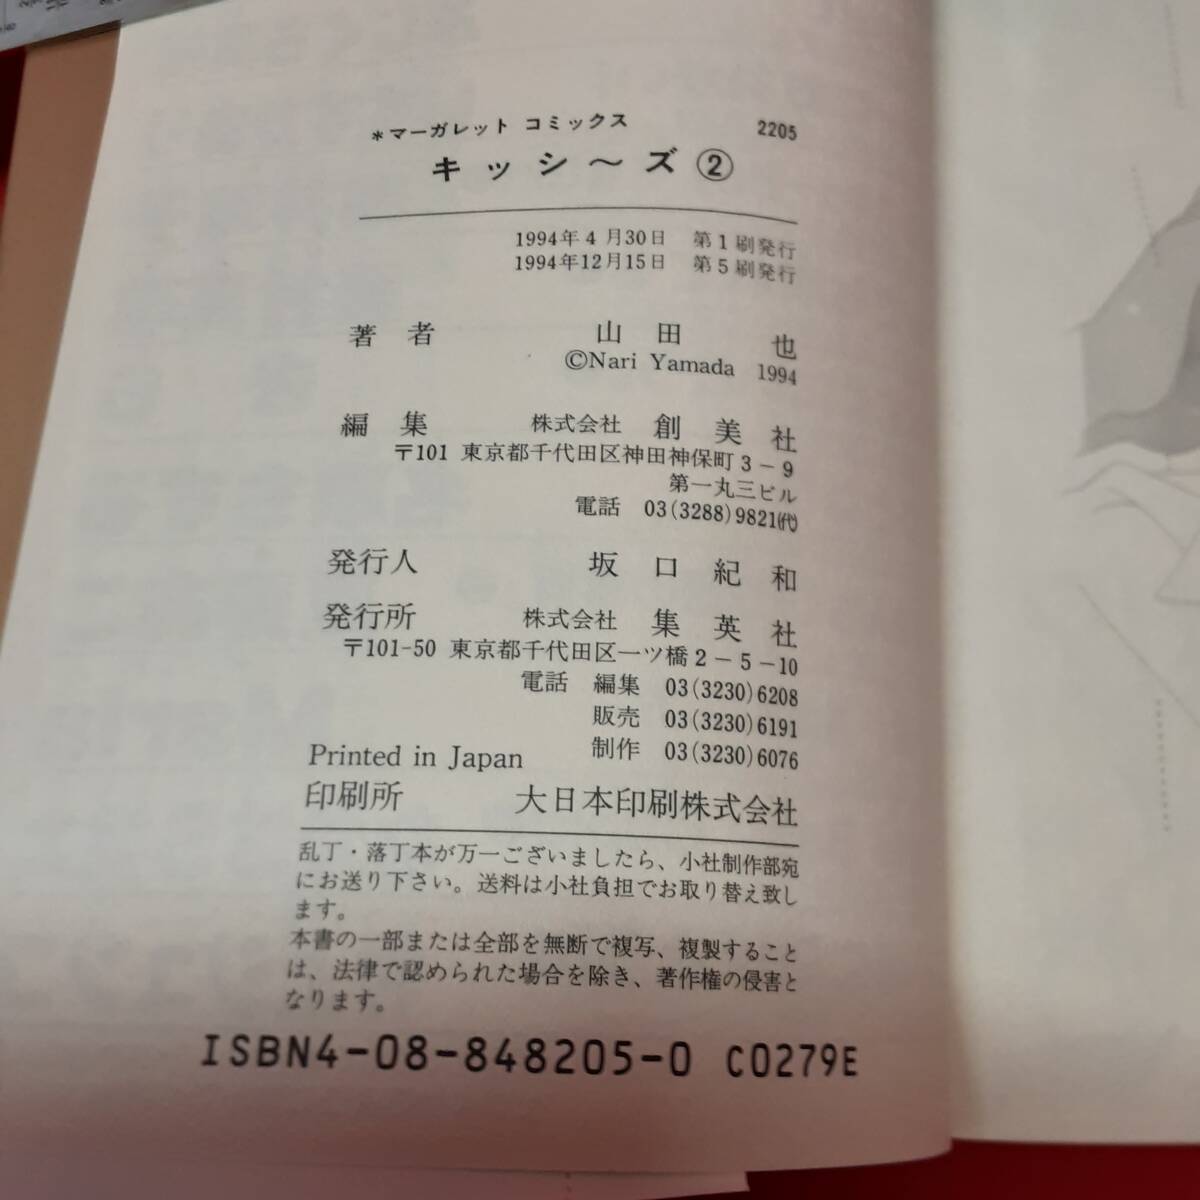 *マーガレット コミックス 2205
キッシ〜ズ②
1994年4月30日 第1刷発行
1994年12月15日 第5刷発行
著者 山田 也
©Nari Yamada 1994
編集 株式会社 創美社
〒101 東京都千代田区神田神保町3-9
第一丸三ビル
電話 03(3288)9821㈹
発行人 坂口紀和
発行所 株式会社 集英社
〒101-50 東京都千代田区一ツ橋2-5-10
電話 編集 03(3230)6208
販売 03(3230)6191
制作 03(3230)6076
Printed in Japan
印刷所 大日本印刷株式会社
乱丁・落丁本が万一ございましたら、小社制作部宛
にお送り下さい。送料は小社負担でお取り替え致し
ます。
本書の一部または全部を無断で複写、複製すること
は、法律で認められた場合を除き、著作権の侵害と
なります。
ISBN4-08-848205-0 C0279E